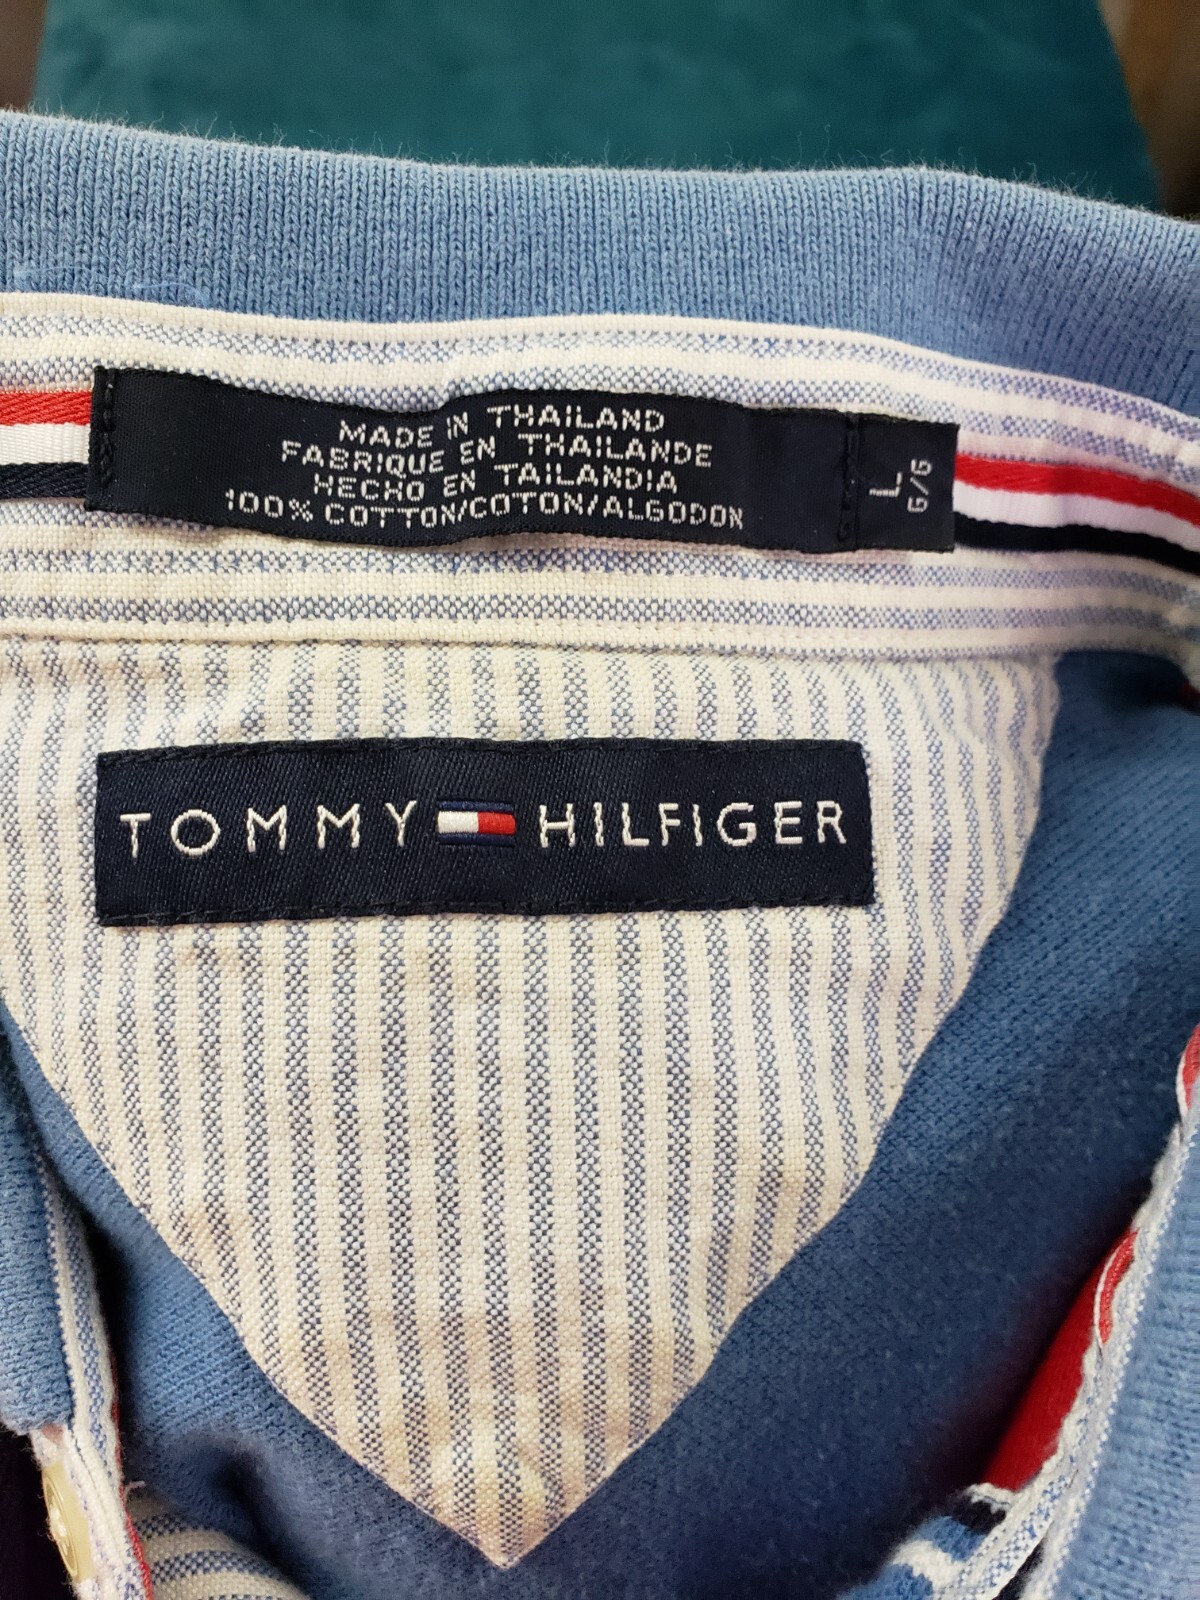 MADE IN THAILAND
FABRIQUE EN THAILANDE
HECHO EN TAILANDIA
100% COTTON/COTON/ALGODON
L
G/G
TOMMY HILFIGER